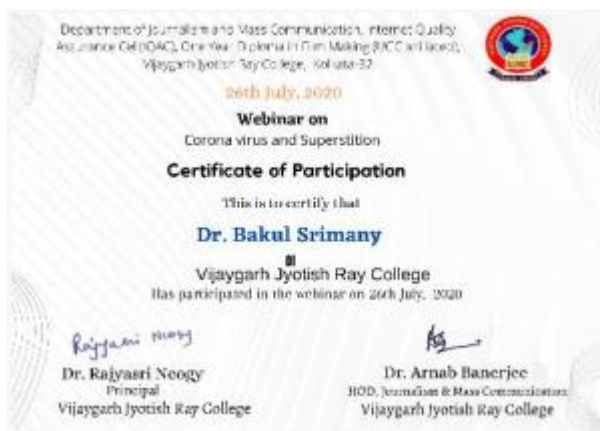 Department of Journalism and Mass Communication, Internet Quality
Assurance Cell (IQAC), One Year Diploma in Film Making (UGC
Vijaygarh Jyotish Ray College, Kolkata-32
26th July, 2020
Webinar on
Corona virus and Superstition
Certificate of Participation
This is to certify that
Dr. Bakul Srimany
Of
Vijaygarh Jyotish Ray College
Has participated in the webinar on 26th July, 2020
Rajyasri Neogy
Dr. Rajyasri Neogy
Dr. Arnab Banerjee
Principal
HOD, Journalism & Mass Communication
Vijaygarh Jyotish Ray College
Vijaygarh Jyotish Ray College